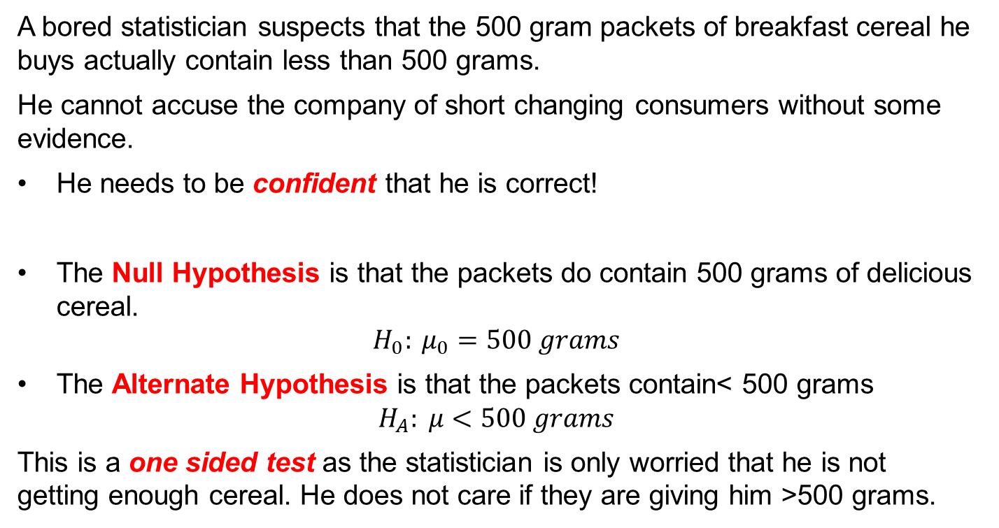 A bored statistician suspects that the 500 gram packets of breakfast cereal he
buys actually contain less than 500 grams.
He cannot accuse the company of short changing consumers without some
evidence.
• He needs to be confident that he is correct!
• The Null Hypothesis is that the packets do contain 500 grams of delicious
cereal.
H₀: μ₀ = 500 grams
• The Alternate Hypothesis is that the packets contain< 500 grams
H_A: μ < 500 grams
This is a one sided test as the statistician is only worried that he is not
getting enough cereal. He does not care if they are giving him >500 grams.